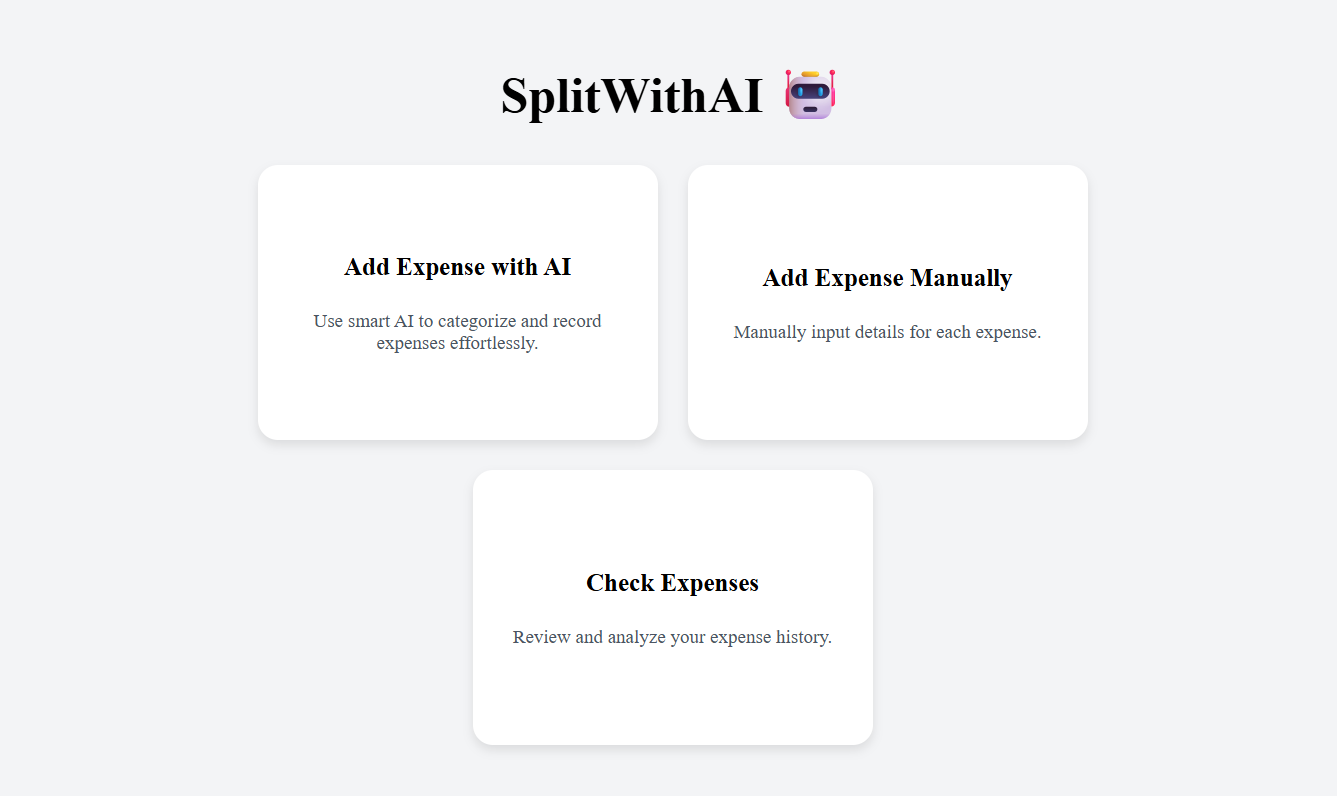 SplitWithAI 🤖
Add Expense with AI
Use smart AI to categorize and record
expenses effortlessly.
Add Expense Manually
Manually input details for each expense.
Check Expenses
Review and analyze your expense history.